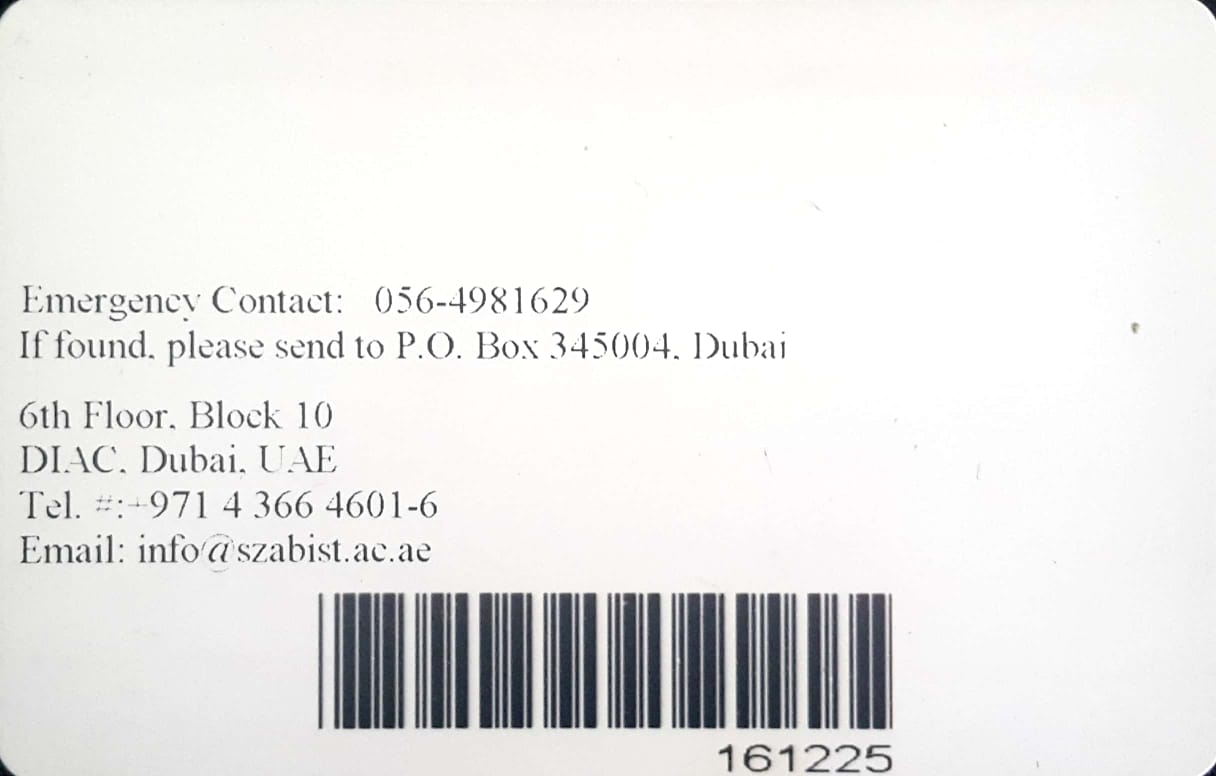 Emergency Contact: 056-4981629
If found, please send to P.O. Box 345004, Dubai
6th Floor, Block 10
DIAC, Dubai, UAE
Tel. #:+971 4 366 4601-6
Email: info@szabist.ac.ae
161225